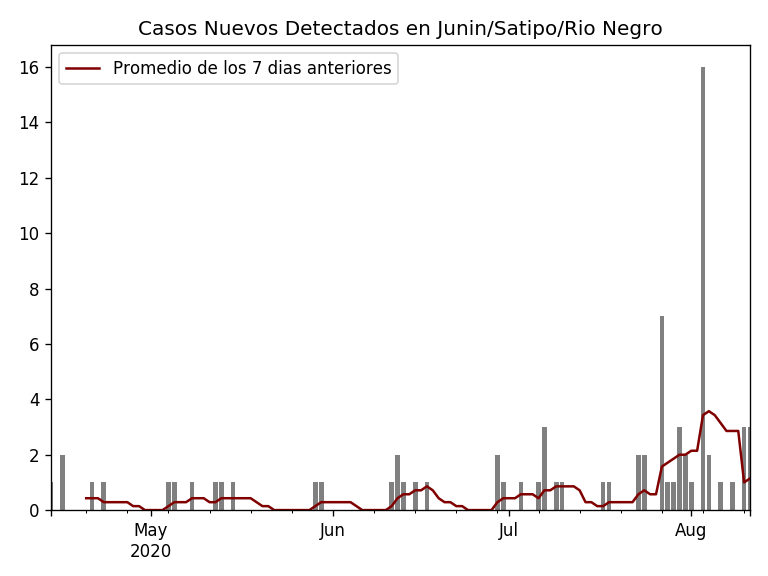 Casos Nuevos Detectados en Junin/Satipo/Rio Negro
Promedio de los 7 dias anteriores
16
14
12
10
8
6
4
2
0
May
2020
Jun
Jul
Aug